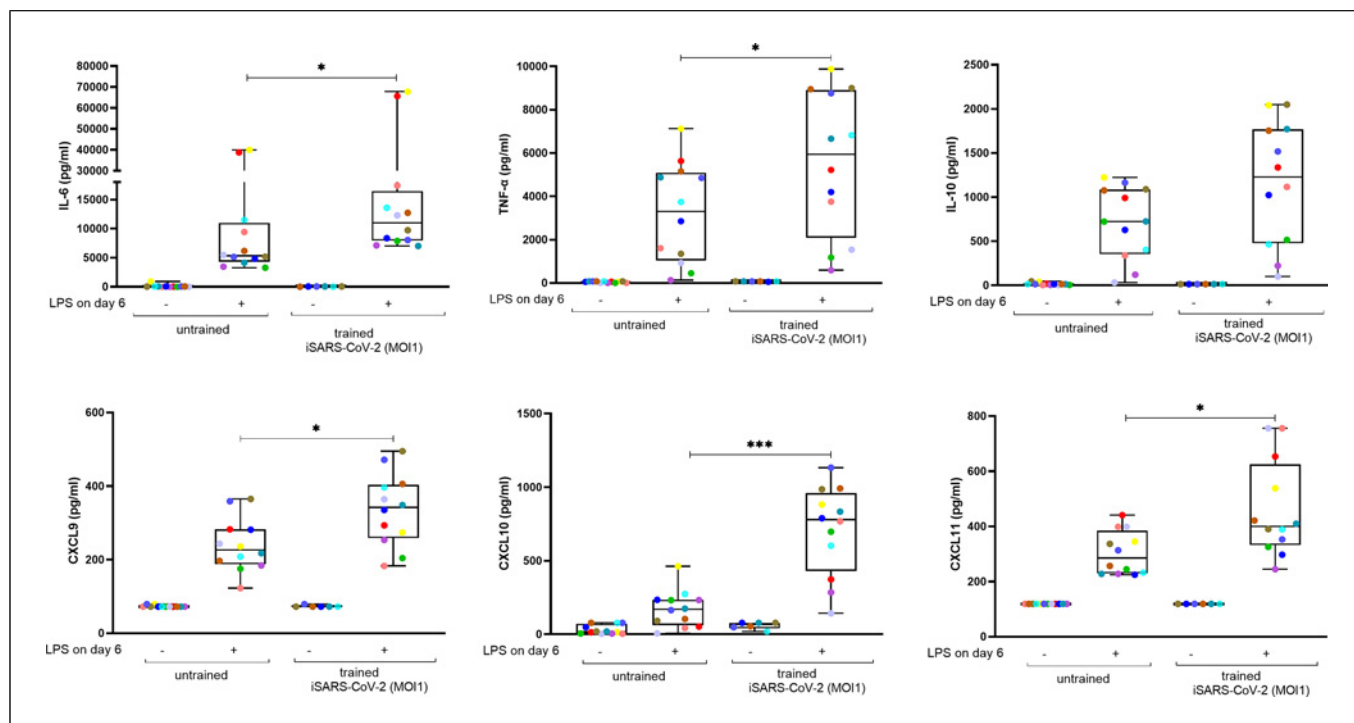 *
IL-6 (pg/ml)
80000
70000
60000
50000
40000
30000
20000
15000
10000
5000
0
LPS on day 6 - + - +
untrained
trained
iSARS-CoV-2 (MOI1)
*
TNF-α (pg/ml)
10000
8000
6000
4000
2000
0
LPS on day 6 - + - +
untrained
trained
iSARS-CoV-2 (MOI1)
IL-10 (pg/ml)
2500
2000
1500
1000
500
0
LPS on day 6 - + - +
untrained
trained
iSARS-CoV-2 (MOI1)
*
CXCL9 (pg/ml)
600
400
200
0
LPS on day 6 - + - +
untrained
trained
iSARS-CoV-2 (MOI1)
***
CXCL10 (pg/ml)
1500
1000
500
0
LPS on day 6 - + - +
untrained
trained
iSARS-CoV-2 (MOI1)
*
CXCL11 (pg/ml)
800
600
400
200
0
LPS on day 6 - + - +
untrained
trained
iSARS-CoV-2 (MOI1)